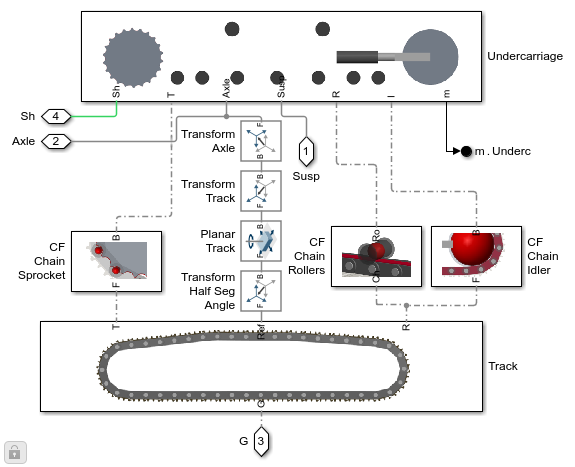 Undercarriage
Sh
T
Axle
Susp
R
I
m
Sh 4
Axle 2
Transform
Axle
F
B
1
Susp
m.Underc
Transform
Track
B
F
Planar
Track
B
F
CF
Chain
Sprocket
B
F
Transform
Half Seg
Angle
B
F
CF
Chain
Rollers
Ro
CF
Chain
Idler
B
F
T
Ref
R
Track
G
G 3